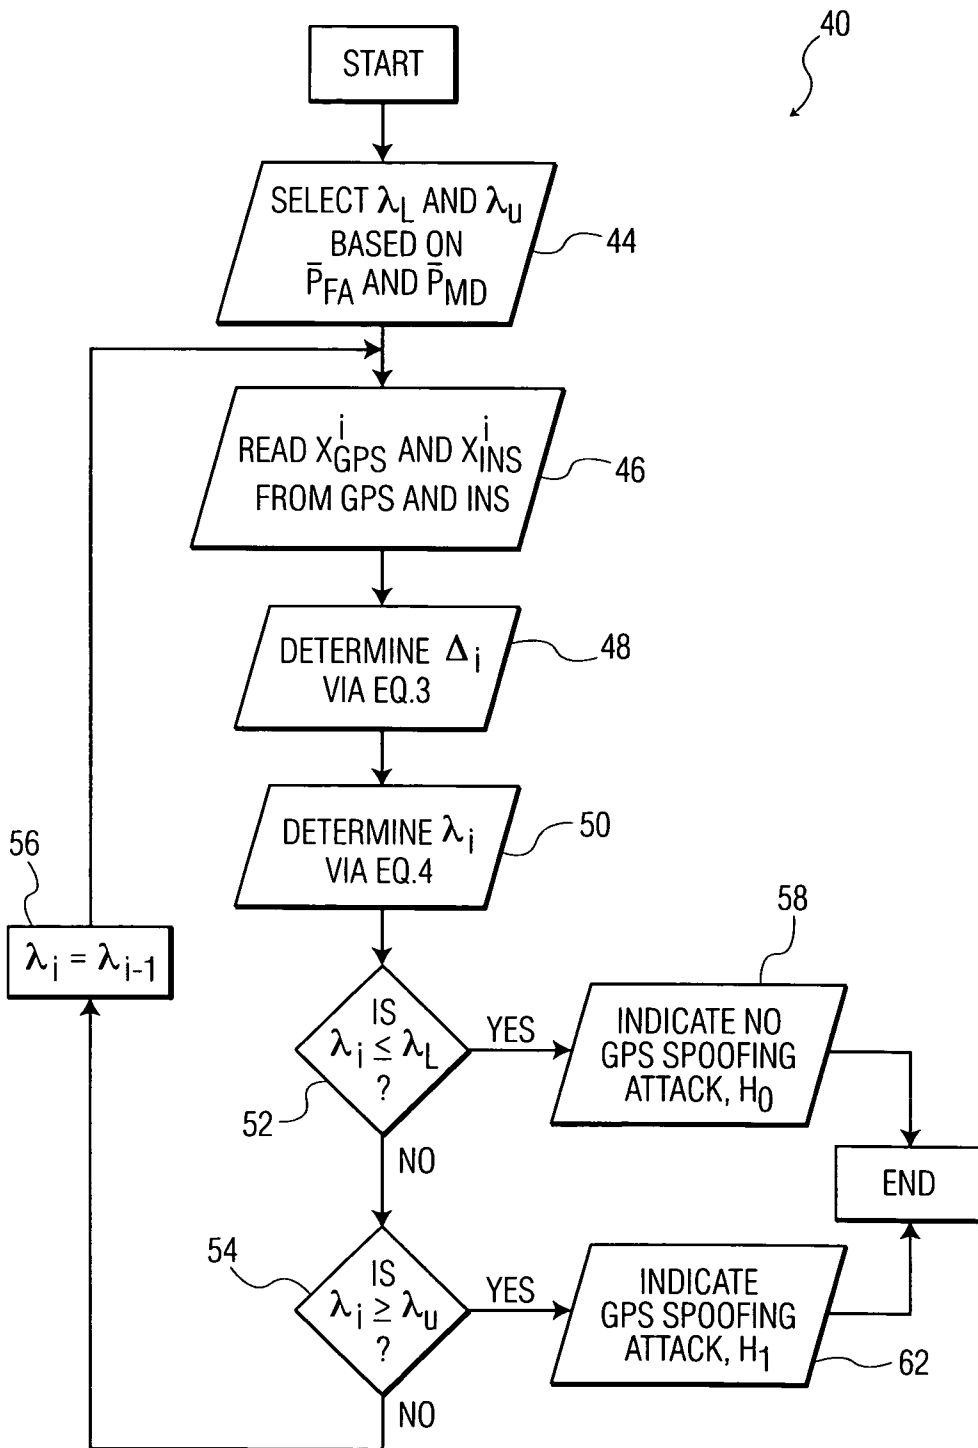 40
START
SELECT λL AND λu
BASED ON
P̅FA AND P̅MD
44
READ XⁱGPS AND XⁱINS
FROM GPS AND INS
46
DETERMINE Δi
VIA EQ.3
48
DETERMINE λi
VIA EQ.4
50
56
λi = λi-1
IS
λi ≤ λL
?
52
YES
NO
58
INDICATE NO
GPS SPOOFING
ATTACK, H0
END
54
IS
λi ≥ λu
?
YES
NO
INDICATE
GPS SPOOFING
ATTACK, H1
62